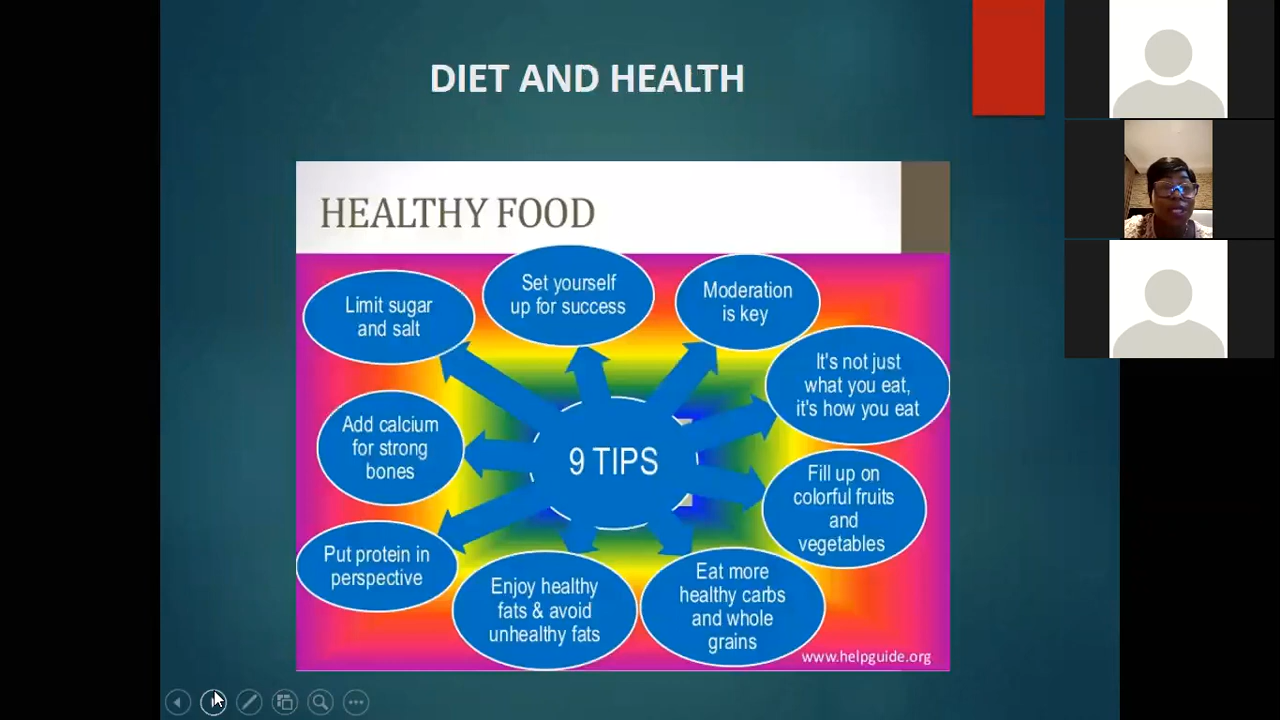 DIET AND HEALTH
HEALTHY FOOD
Set yourself
up for success
Moderation
is key
It's not just
what you eat,
it's how you eat
Fill up on
colorful fruits
and
vegetables
Eat more
healthy carbs
and whole
grains
Enjoy healthy
fats & avoid
unhealthy fats
Put protein in
perspective
Add calcium
for strong
bones
Limit sugar
and salt
9 TIPS
www.helpguide.org